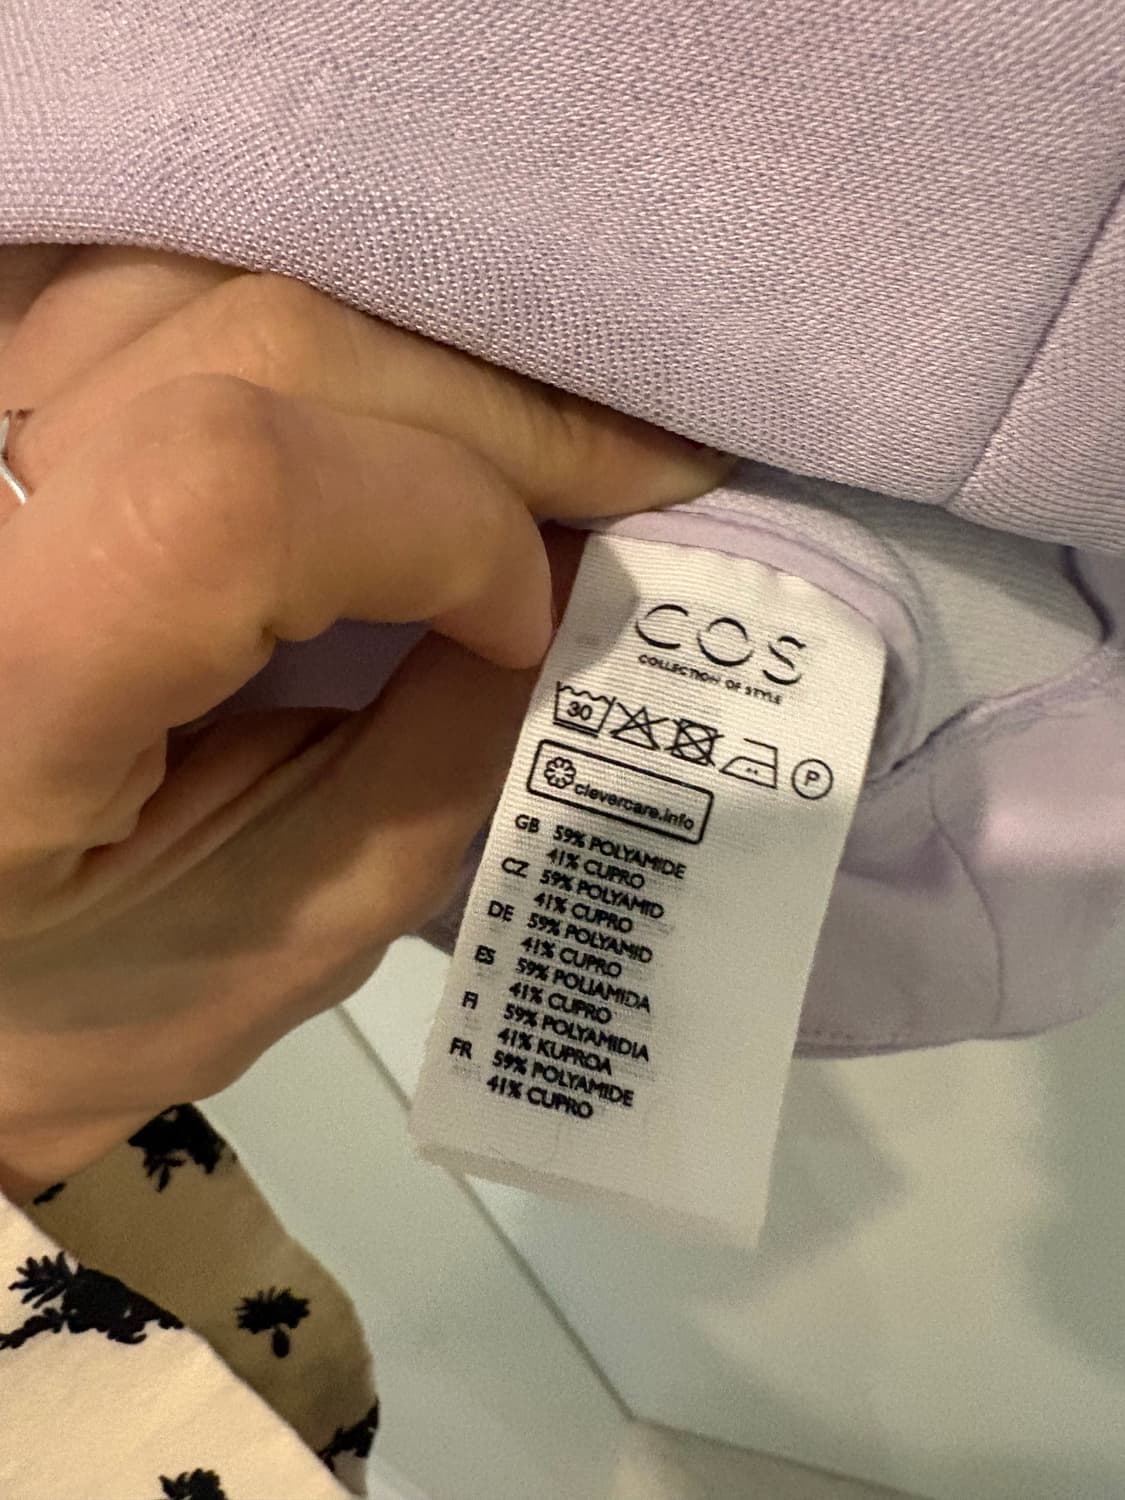 COS
COLLECTION OF STYLE
30
P
clevercare.info
GB 59% POLYAMIDE
41% CUPRO
CZ 59% POLYAMID
41% CUPRO
DE 59% POLYAMID
41% CUPRO
ES 59% POLIAMIDA
41% CUPRO
FI 59% POLYAMIDIA
41% KUPROA
FR 59% POLYAMIDE
41% CUPRO